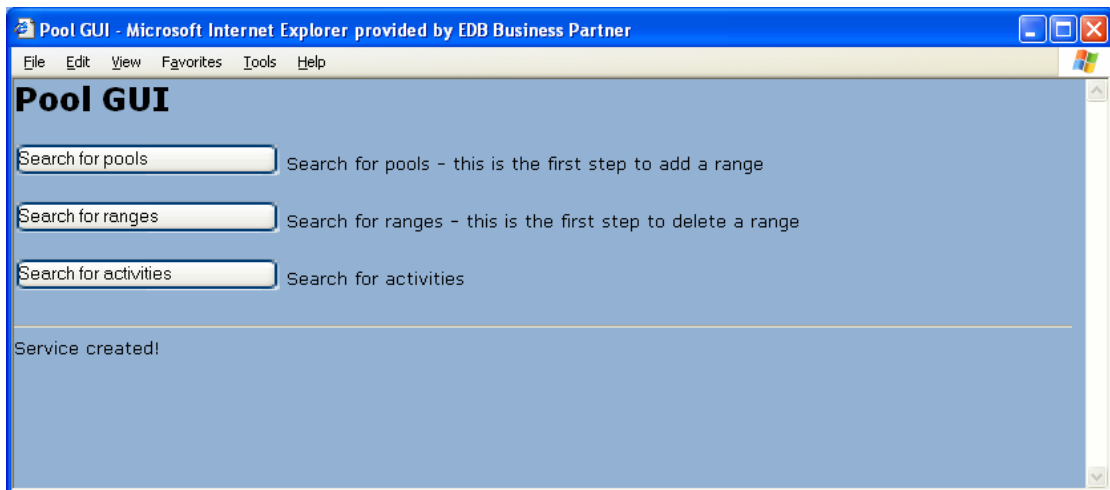 Pool GUI - Microsoft Internet Explorer provided by EDB Business Partner
File Edit View Favorites Tools Help
Pool GUI
Search for pools Search for pools - this is the first step to add a range
Search for ranges Search for ranges - this is the first step to delete a range
Search for activities Search for activities
Service created!